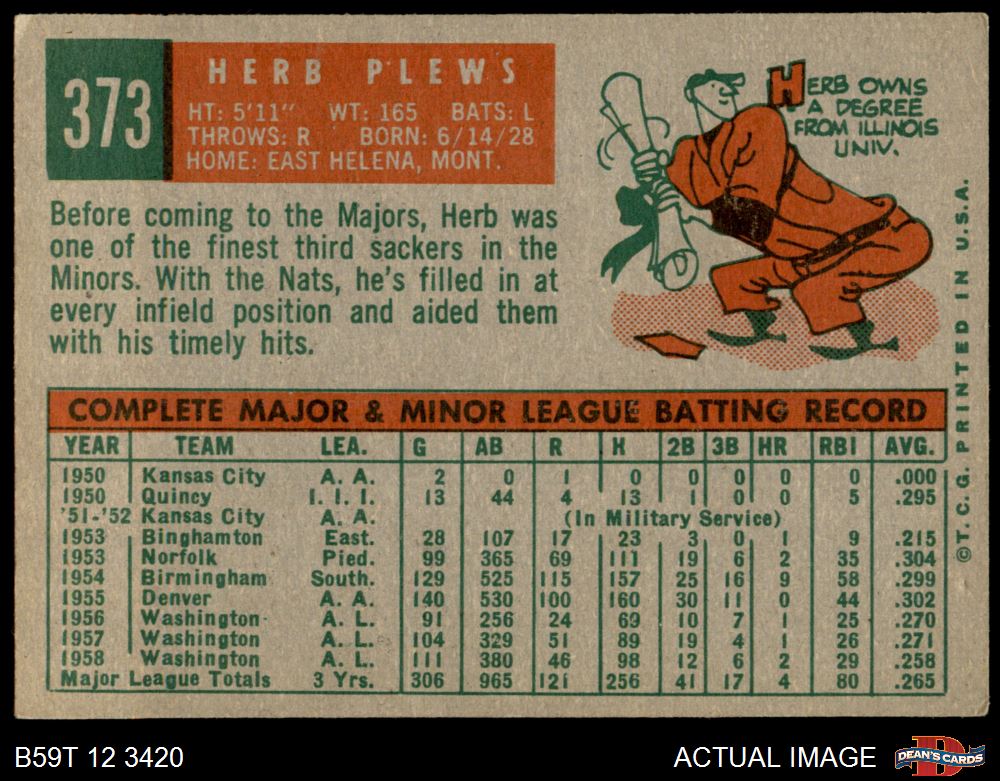 373
HERB PLEWS
HT: 5'11" WT: 165 BATS: L
THROWS: R BORN: 6/14/28
HOME: EAST HELENA, MONT.
HERB OWNS
A DEGREE
FROM ILLINOIS
UNIV.
Before coming to the Majors, Herb was
one of the finest third sackers in the
Minors. With the Nats, he's filled in at
every infield position and aided them
with his timely hits.
COMPLETE MAJOR & MINOR LEAGUE BATTING RECORD
YEAR TEAM LEA. G AB R H 2B 3B HR RBI AVG.
1950 Kansas City A. A. 2 0 1 0 0 0 0 0 .000
1950 Quincy I. I. I. 13 44 4 13 1 0 0 5 .295
'51-'52 Kansas City A. A. (In Military Service)
1953 Binghamton East. 28 107 17 23 3 0 1 9 .215
1953 Norfolk Pied. 99 365 69 111 19 6 2 35 .304
1954 Birmingham South. 129 525 115 157 25 16 9 58 .299
1955 Denver A. A. 140 530 100 160 30 11 0 44 .302
1956 Washington A. L. 91 256 24 69 10 7 1 25 .270
1957 Washington A. L. 104 329 51 89 19 4 1 26 .271
1958 Washington A. L. 111 380 46 98 12 6 2 29 .258
Major League Totals 3 Yrs. 306 965 121 256 41 17 4 80 .265
©T.C.G. PRINTED IN U.S.A.
B59T 12 3420
ACTUAL IMAGE
D
DEAN'S CARDS